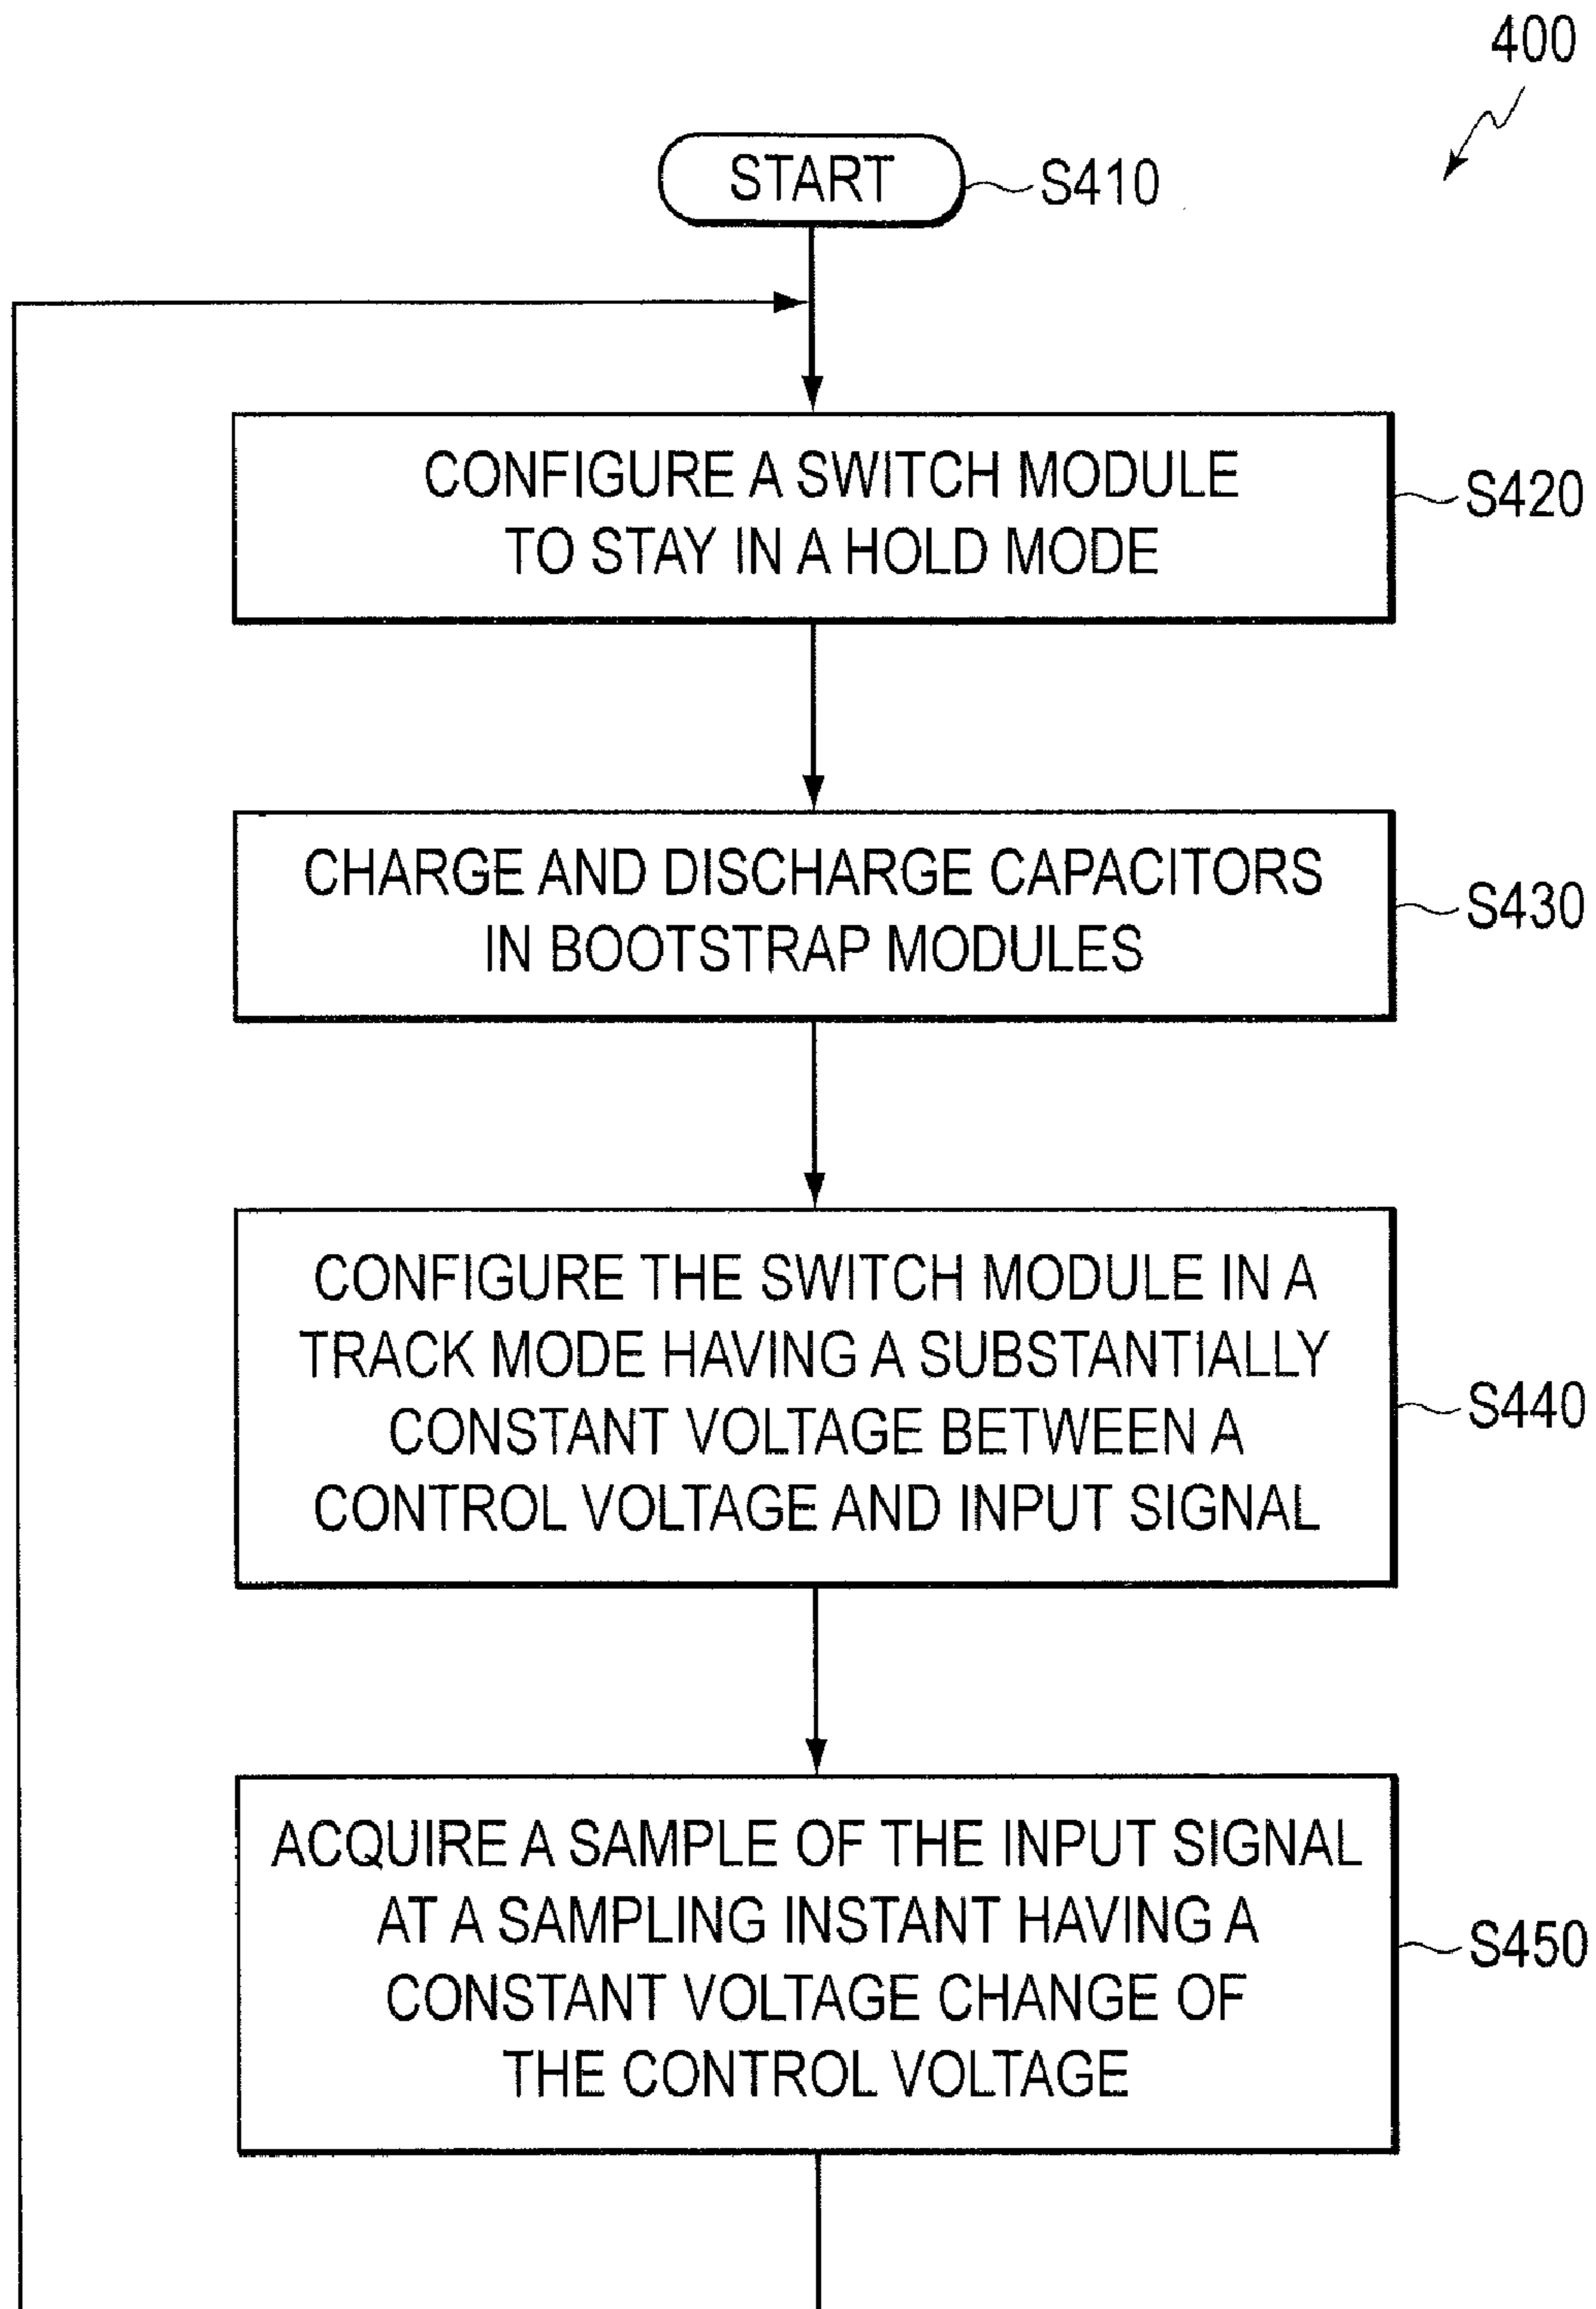 400
START
S410
CONFIGURE A SWITCH MODULE
TO STAY IN A HOLD MODE
S420
CHARGE AND DISCHARGE CAPACITORS
IN BOOTSTRAP MODULES
S430
CONFIGURE THE SWITCH MODULE IN A
TRACK MODE HAVING A SUBSTANTIALLY
CONSTANT VOLTAGE BETWEEN A
CONTROL VOLTAGE AND INPUT SIGNAL
S440
ACQUIRE A SAMPLE OF THE INPUT SIGNAL
AT A SAMPLING INSTANT HAVING A
CONSTANT VOLTAGE CHANGE OF
THE CONTROL VOLTAGE
S450